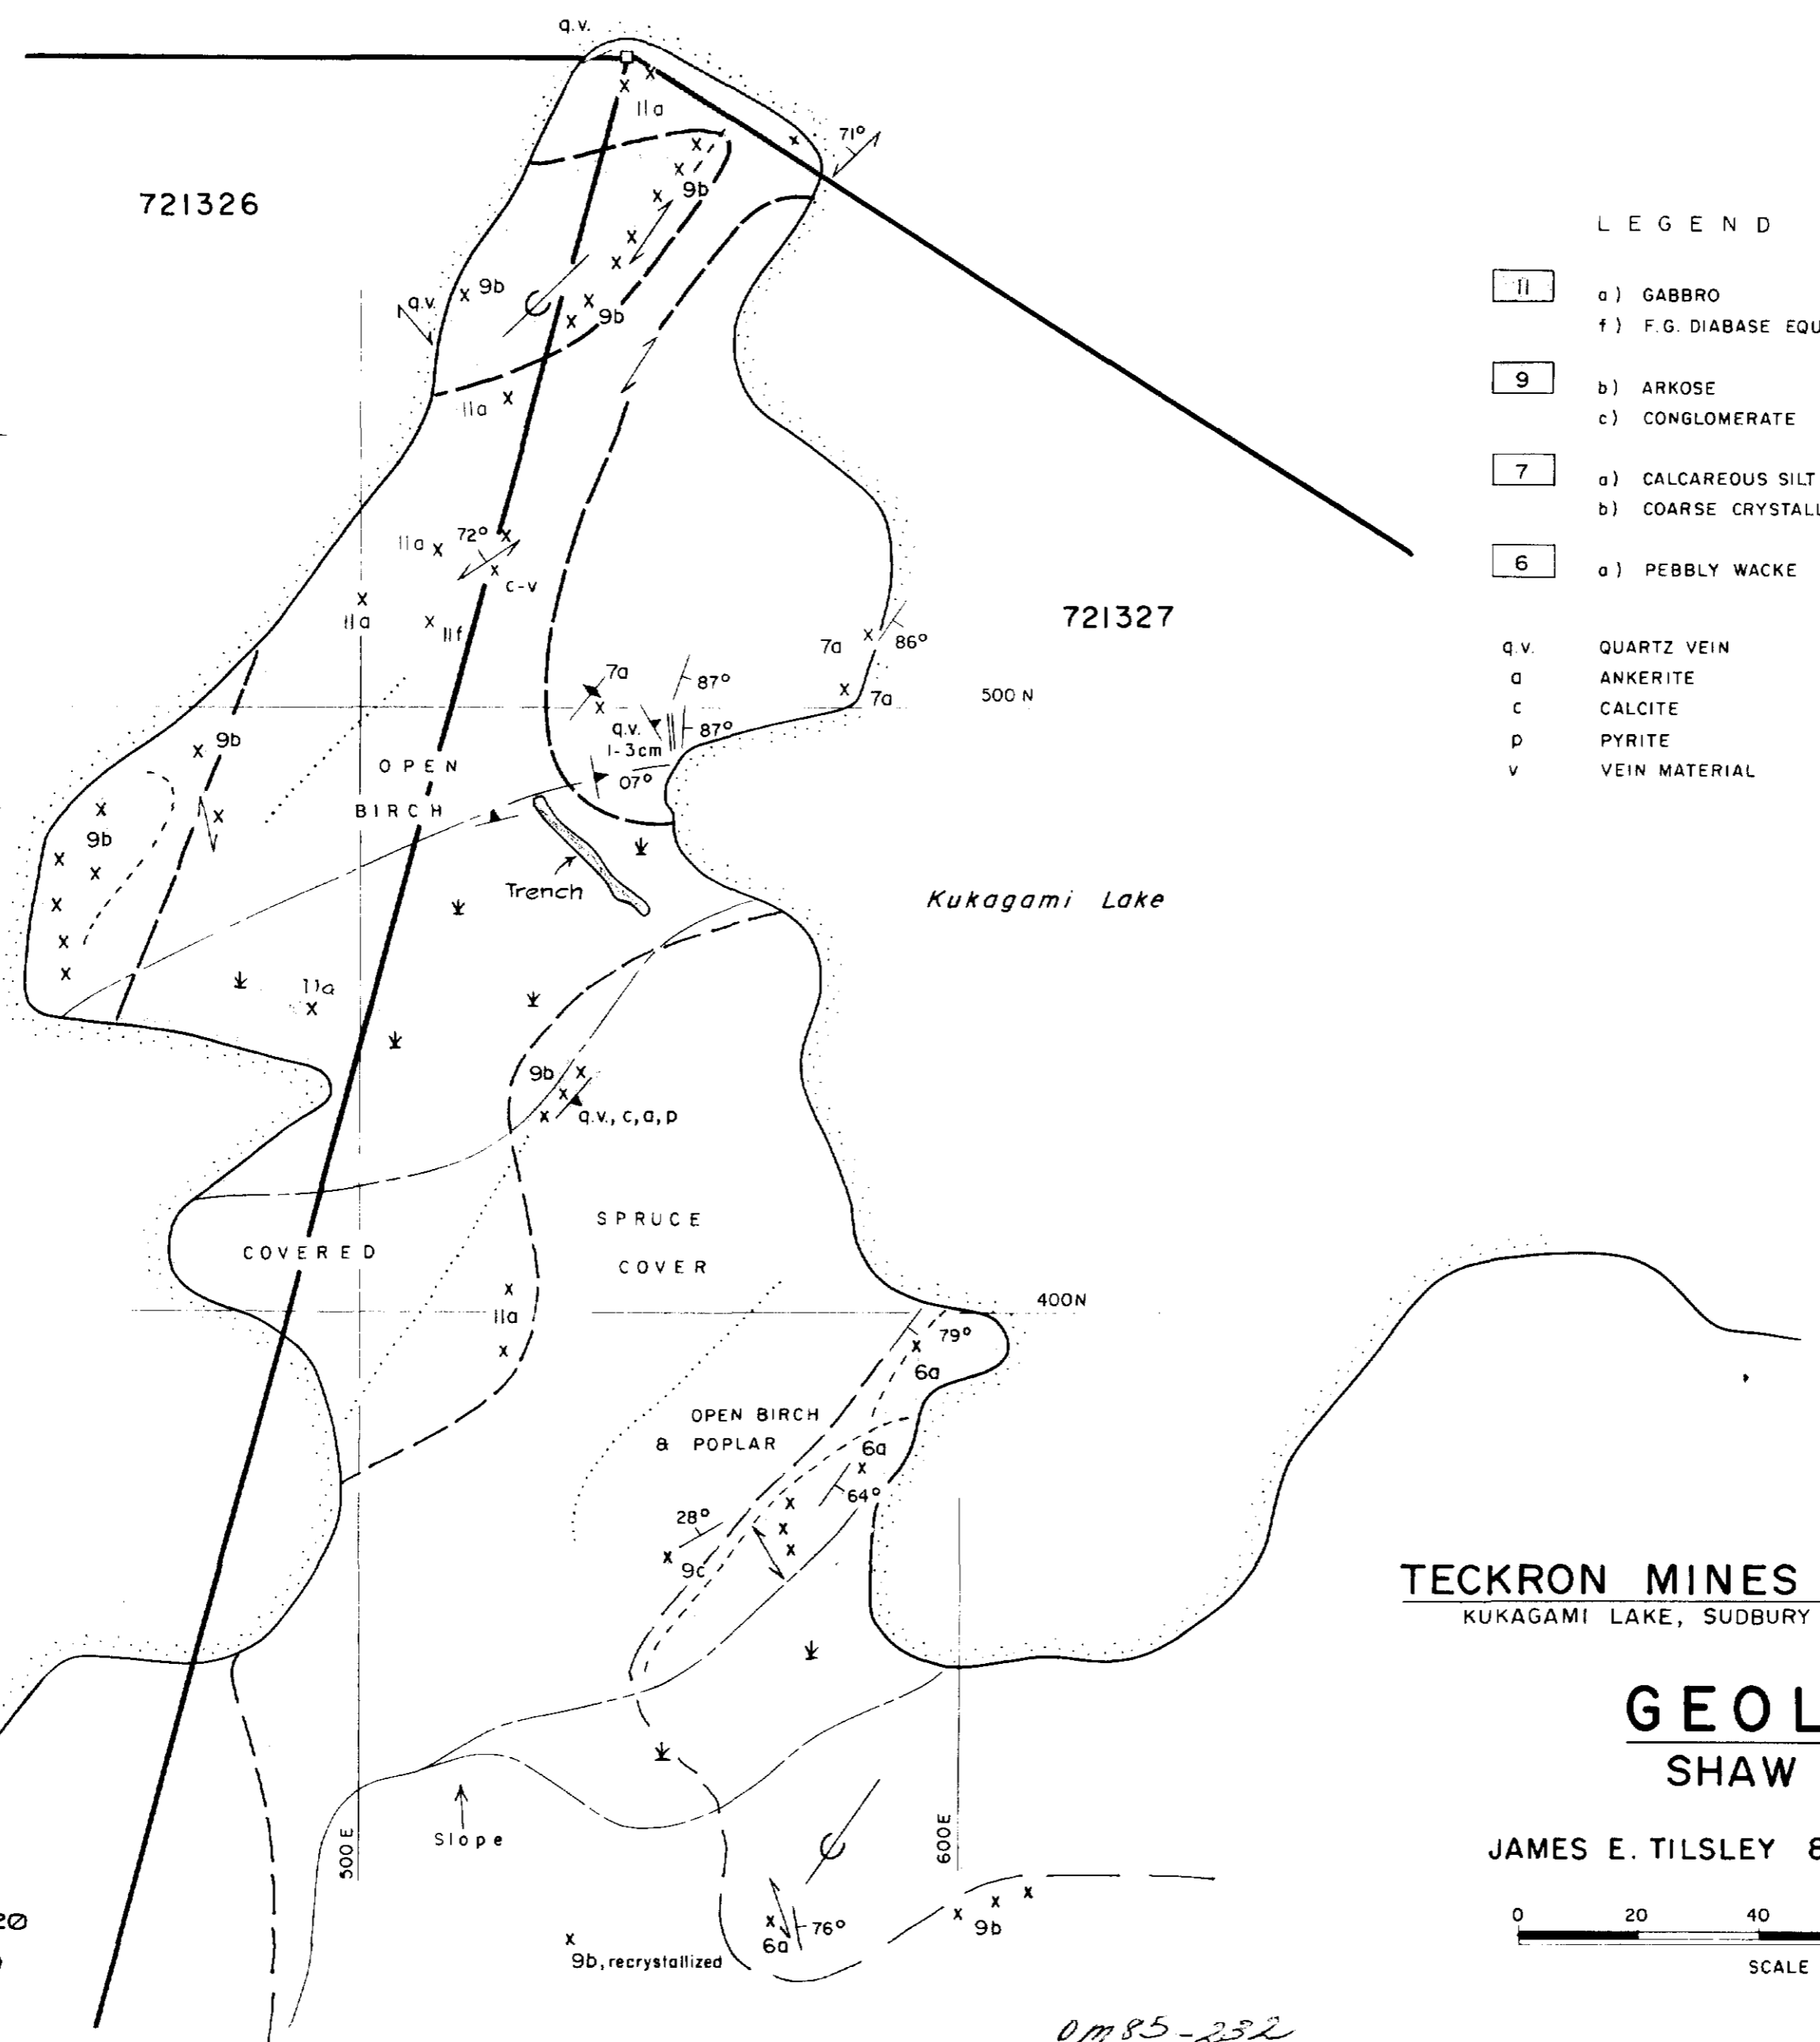 q.v.
11a
71°
721326
9b
q.v.
9b
9b
11a
LEGEND
11
a) GABBRO
f) F.G. DIABASE
9
b) ARKOSE
c) CONGLOMERATE
7
a) CALCAREOUS SILT
b) COARSE
6
a) PEBBLY WACKE
q.v. QUARTZ VEIN
a ANKERITE
c CALCITE
p PYRITE
v VEIN MATERIAL
11a
72°
c-v
11a
11f
721327
7a
86°
7a
87°
7a
500 N
q.v.
1-3cm
87°
07°
9b
OPEN
BIRCH
9b
Trench
Kukagami Lake
11a
9b
q.v., c, a, p
SPRUCE
COVER
COVERED
11a
400N
79°
6a
OPEN BIRCH
& POPLAR
6a
64°
28°
9c
TECKRON MINES
KUKAGAMI LAKE, SUDBURY
GEOL
SHAW
JAMES E. TILSLEY &
Slope
500E
600E
76°
6a
9b
9b, recrystallized
20
0 20 40
SCALE
OM85-232